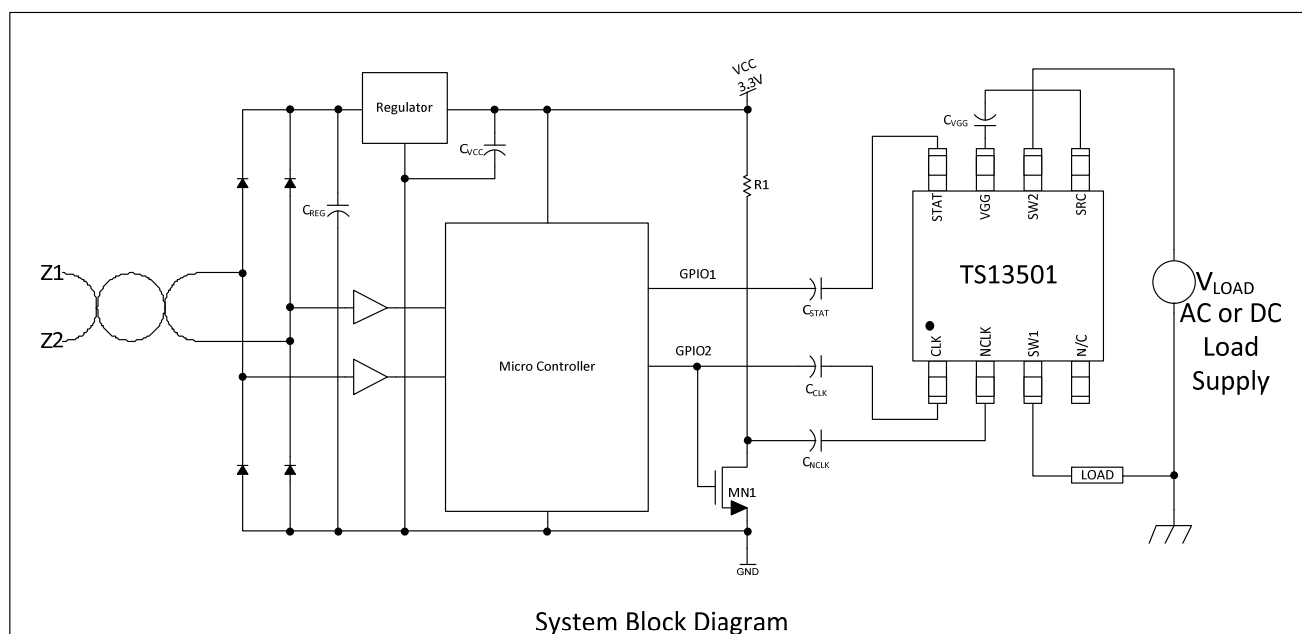 VCC
3.3V
Regulator
CVCC
CREG
R1
CVGG
STAT
VGG
SW2
SRC
TS13501
CLK
NCLK
SW1
N/C
VLOAD
AC or DC
Load
Supply
Z1
Z2
GPIO1
CSTAT
GPIO2
CCLK
Micro Controller
CNCLK
MN1
LOAD
GND
System Block Diagram